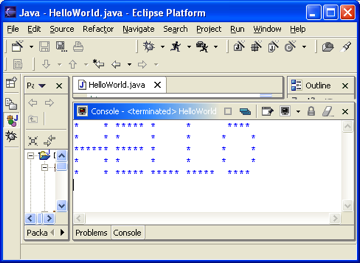 Java - HelloWorld.java - Eclipse Platform
File Edit Source Refactor Navigate Search Project Run Window Help
Pa
HelloWorld.java
Outline
Console - <terminated> HelloWorld
*    * ***** *     *      ****
*    * *     *     *     *    *
****** ***** *     *     *    *
*    * *     *     *     *    *
*    * ***** ***** *****  ****
Packa
Problems Console